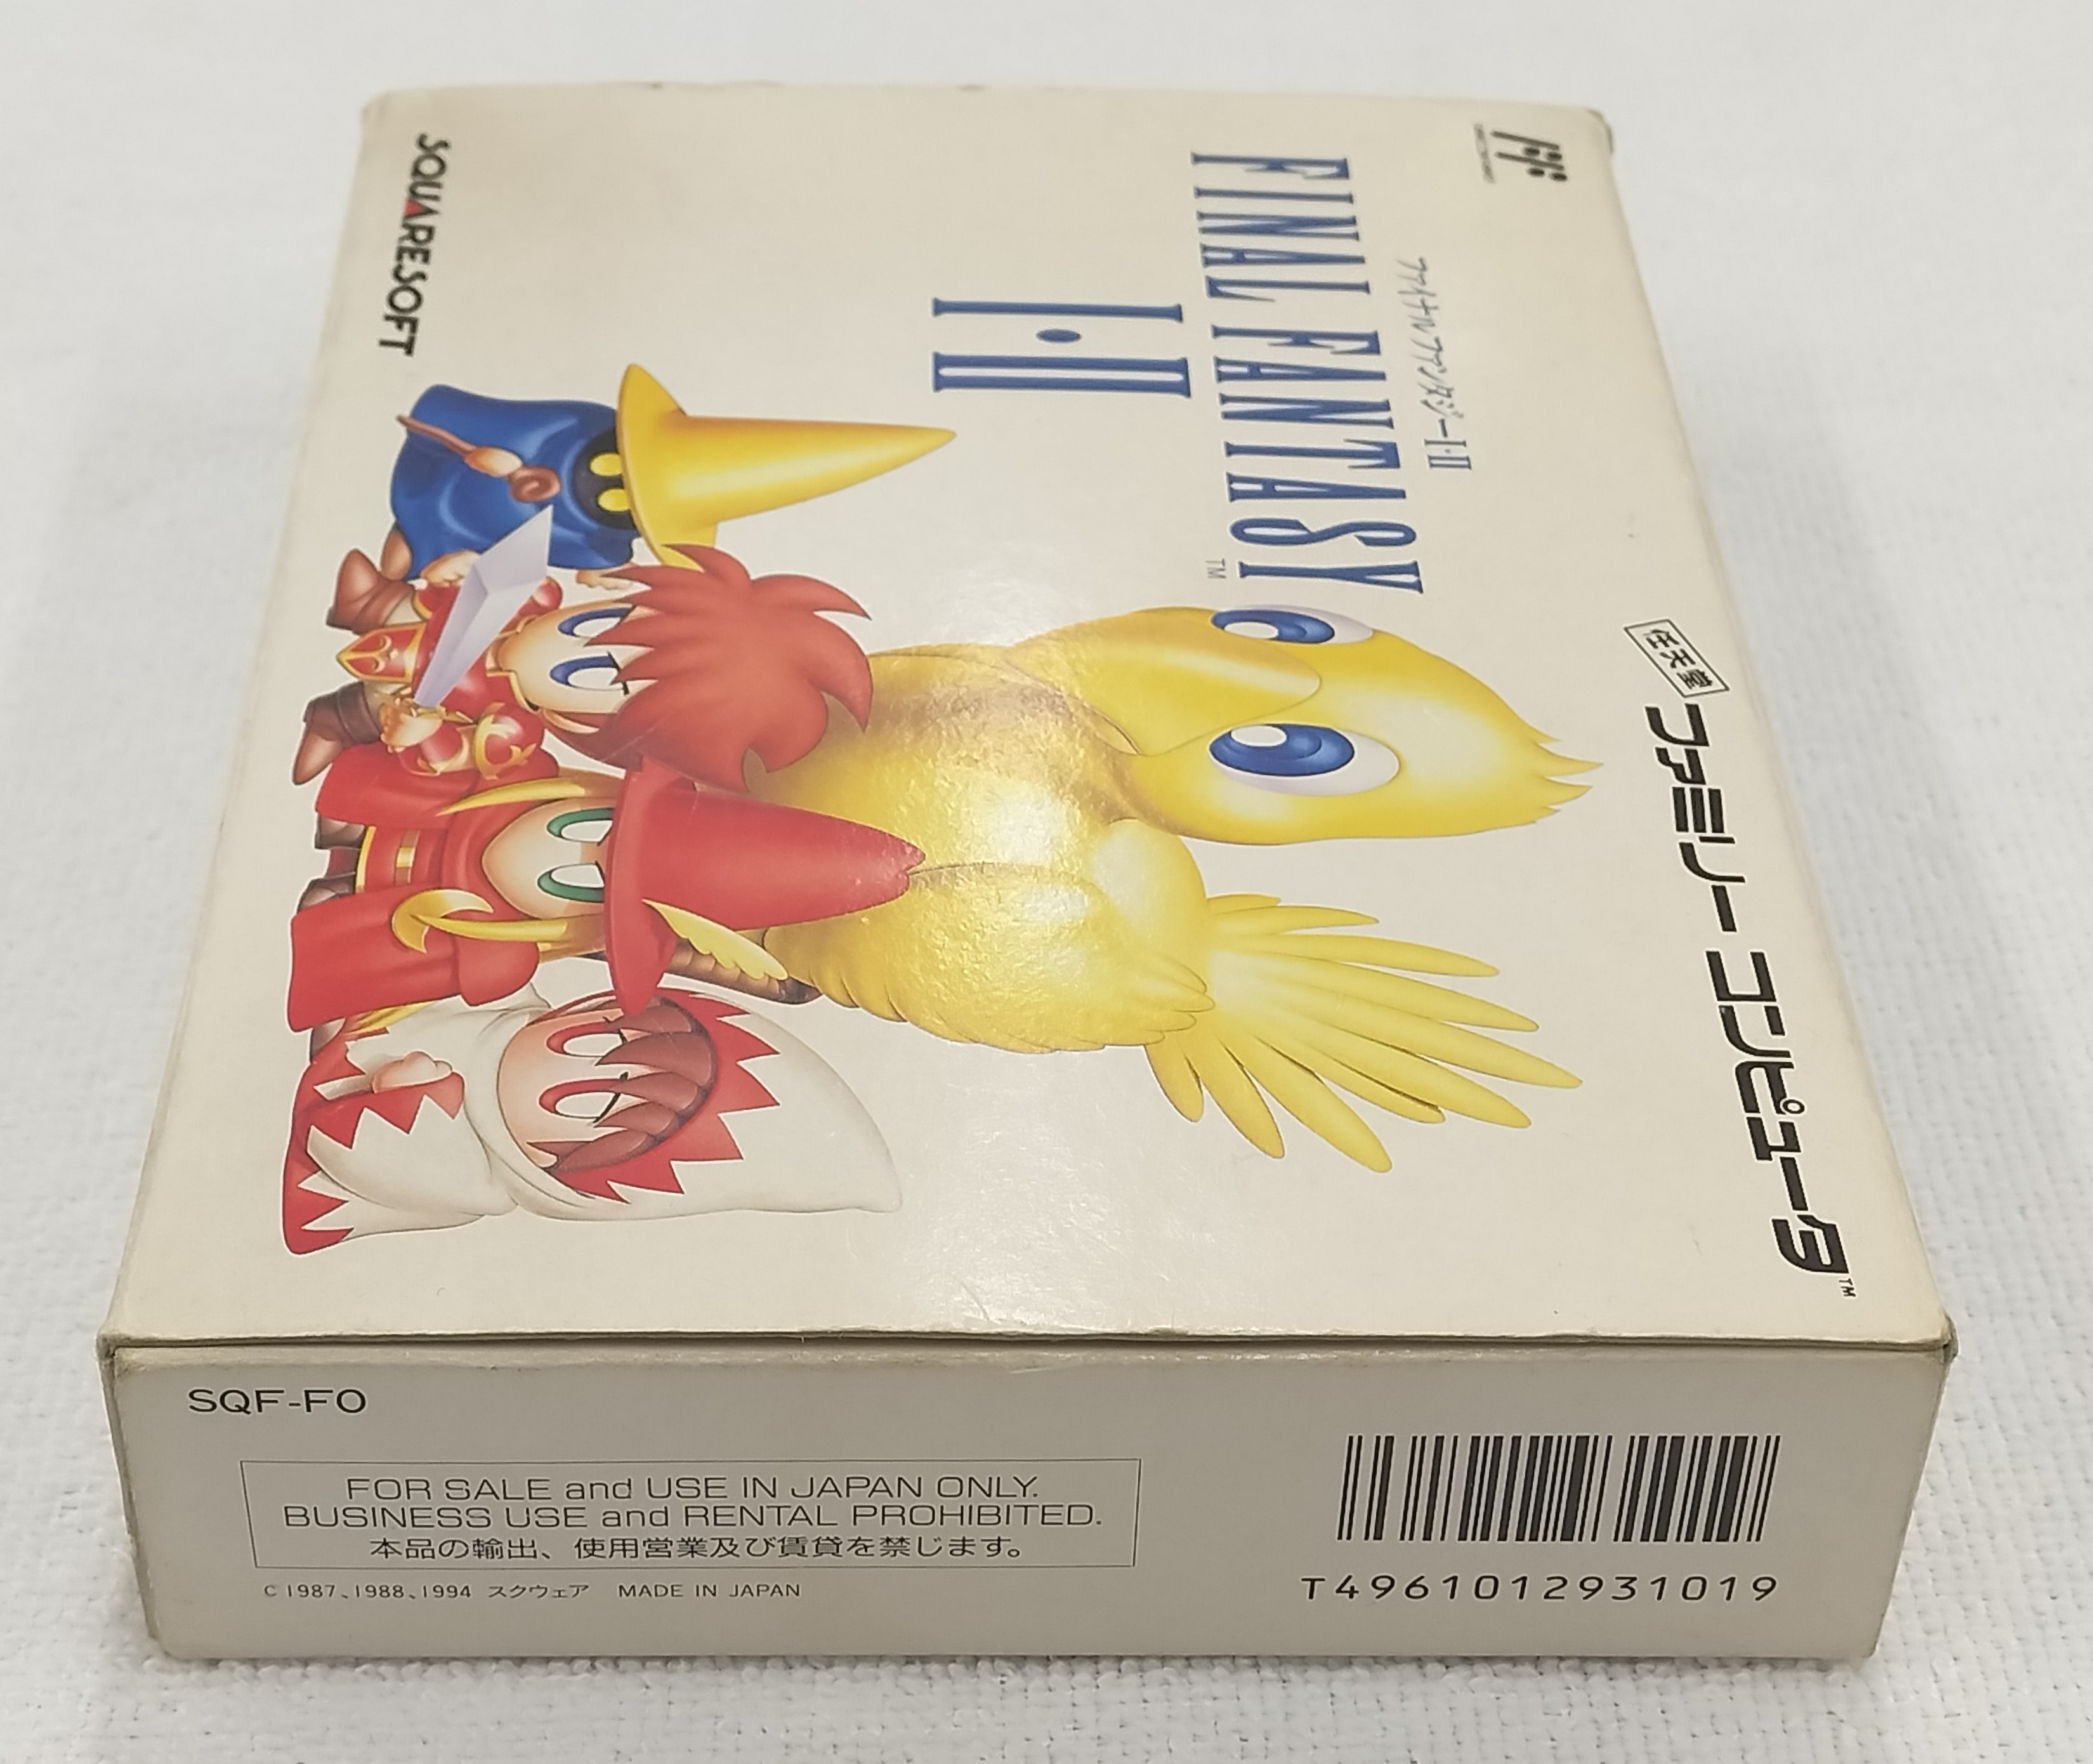 任天堂
ファミリー コンピュータ™
ファイナルファンタジーI・II
FINAL FANTASY™
I・II
SQUARESOFT
SQF-FO
FOR SALE and USE IN JAPAN ONLY.
BUSINESS USE and RENTAL PROHIBITED.
本品の輸出、使用営業及び賃貸を禁じます。
C 1987、1988、1994 スクウェア MADE IN JAPAN
T4961012931019